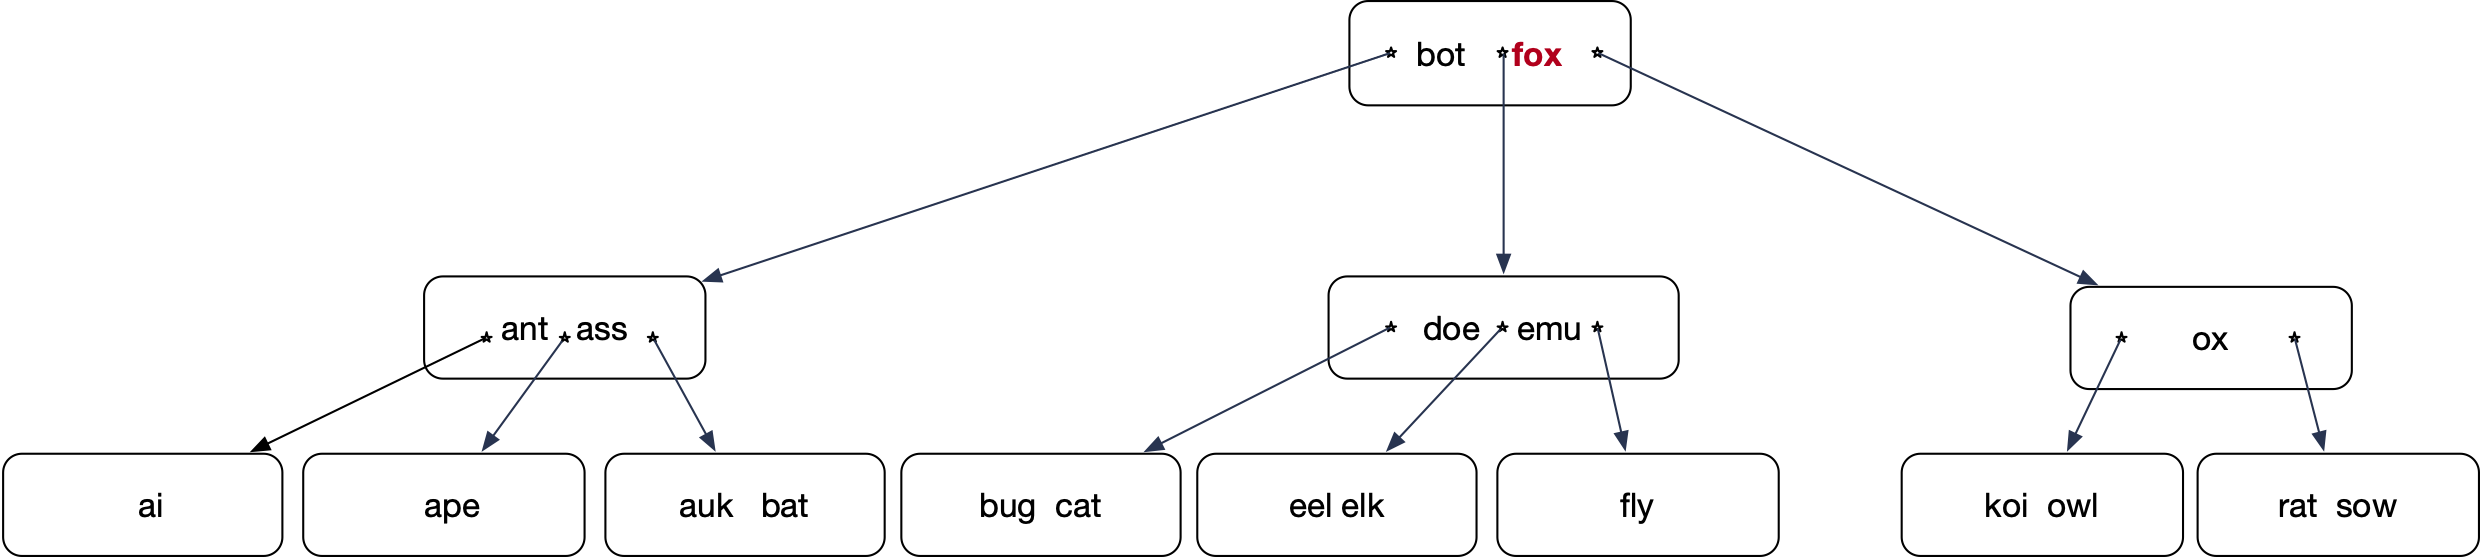 bot fox
ant ass
doe emu
ox
ai
ape
auk bat
bug cat
eel elk
fly
koi owl
rat sow